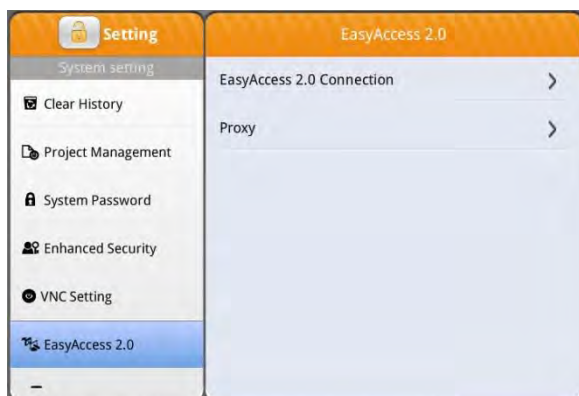 Setting
System setting
Clear History
Project Management
System Password
Enhanced Security
VNC Setting
EasyAccess 2.0
EasyAccess 2.0
EasyAccess 2.0 Connection
Proxy